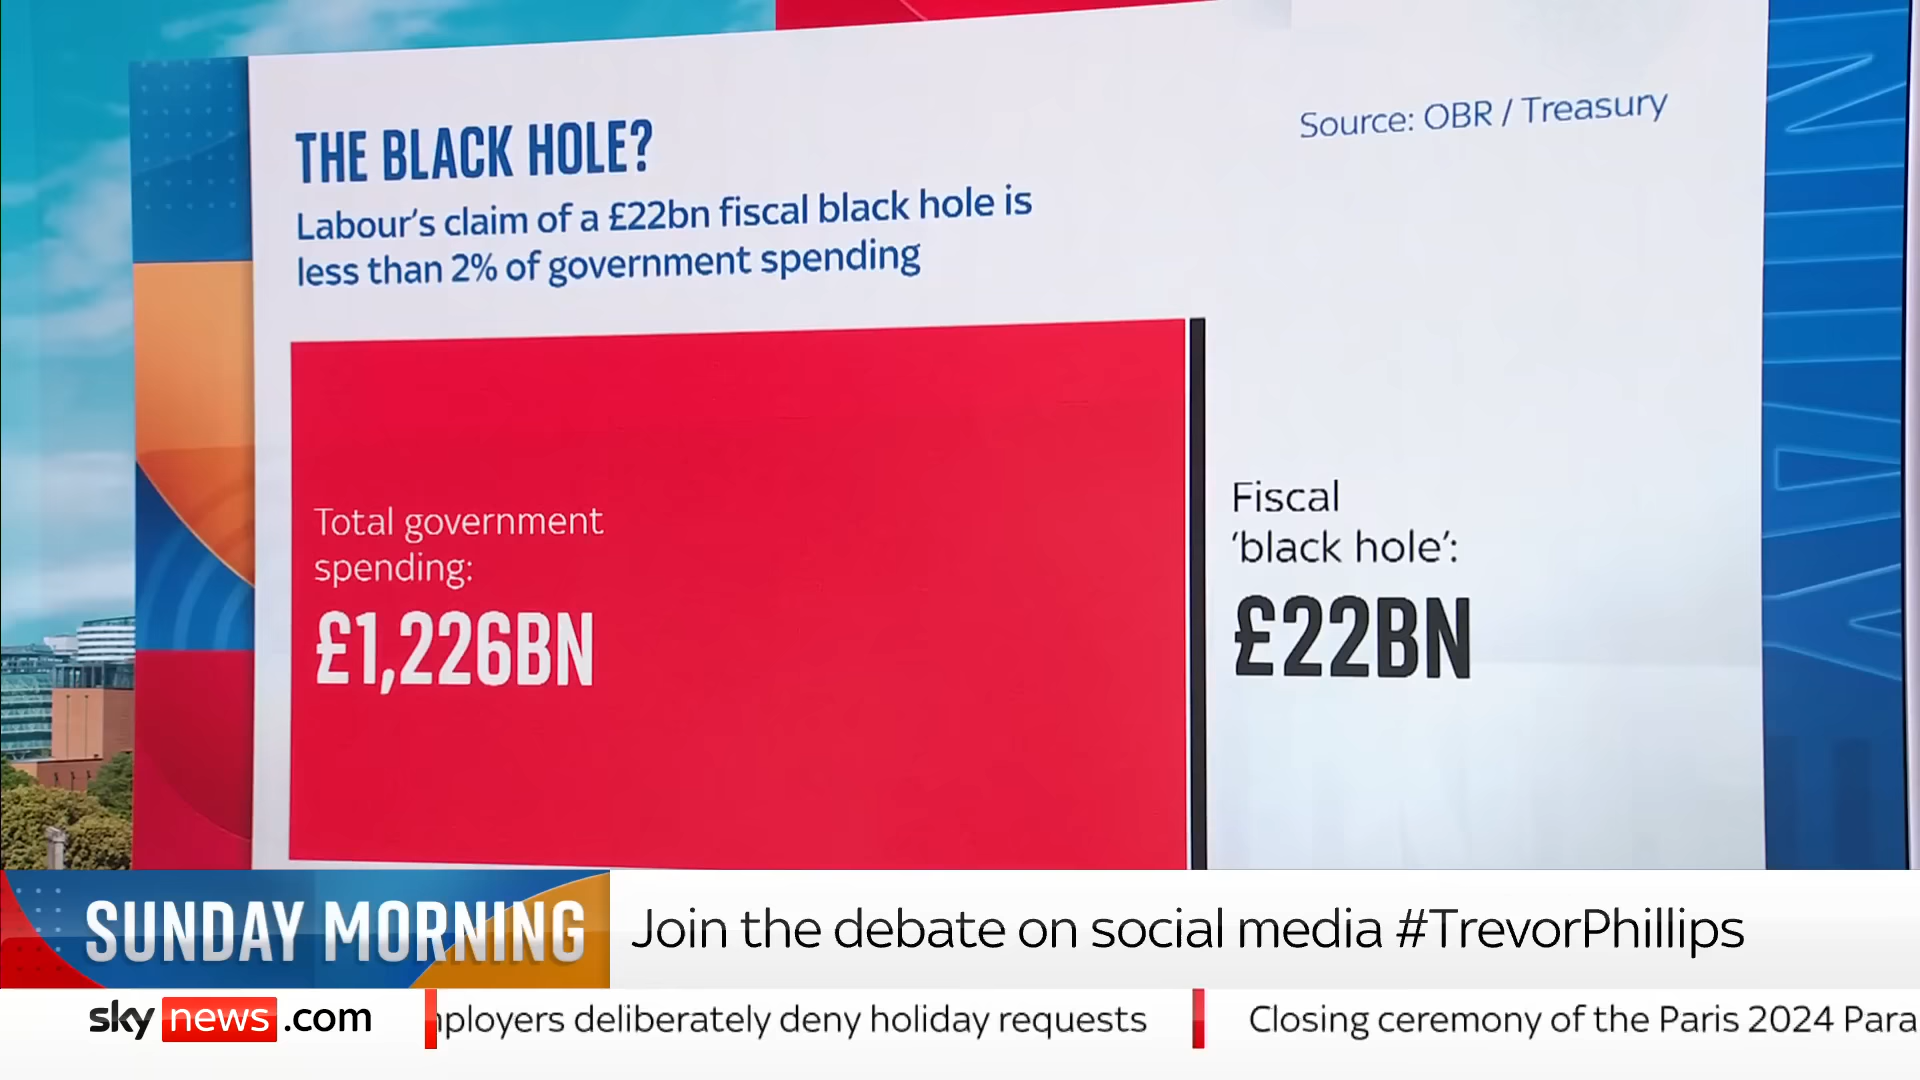 THE BLACK HOLE?
Source: OBR / Treasury
Labour's claim of a £22bn fiscal black hole is
less than 2% of government spending
Total government
spending:
£1,226BN
Fiscal
'black hole':
£22BN
SUNDAY MORNING
Join the debate on social media #TrevorPhillips
sky news.com
deliberately deny holiday requests
Closing ceremony of the Paris 2024